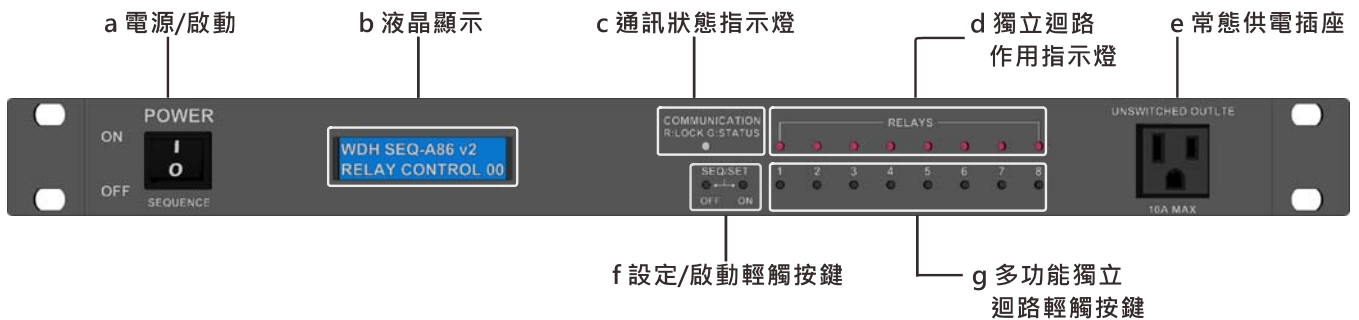 a 電源/啟動
b 液晶顯示
c 通訊狀態指示燈
d 獨立迴路
作用指示燈
e 常態供電插座
POWER
ON
I
O
OFF
SEQUENCE
WDH SEQ-A86 v2
RELAY CONTROL 00
COMMUNICATION
R:LOCK G:STATUS
SEQ/SET
OFF ON
RELAYS
1 2 3 4 5 6 7 8
UNSWITCHED OUTLTE
10A MAX
f 設定/啟動輕觸按鍵
g 多功能獨立
迴路輕觸按鍵